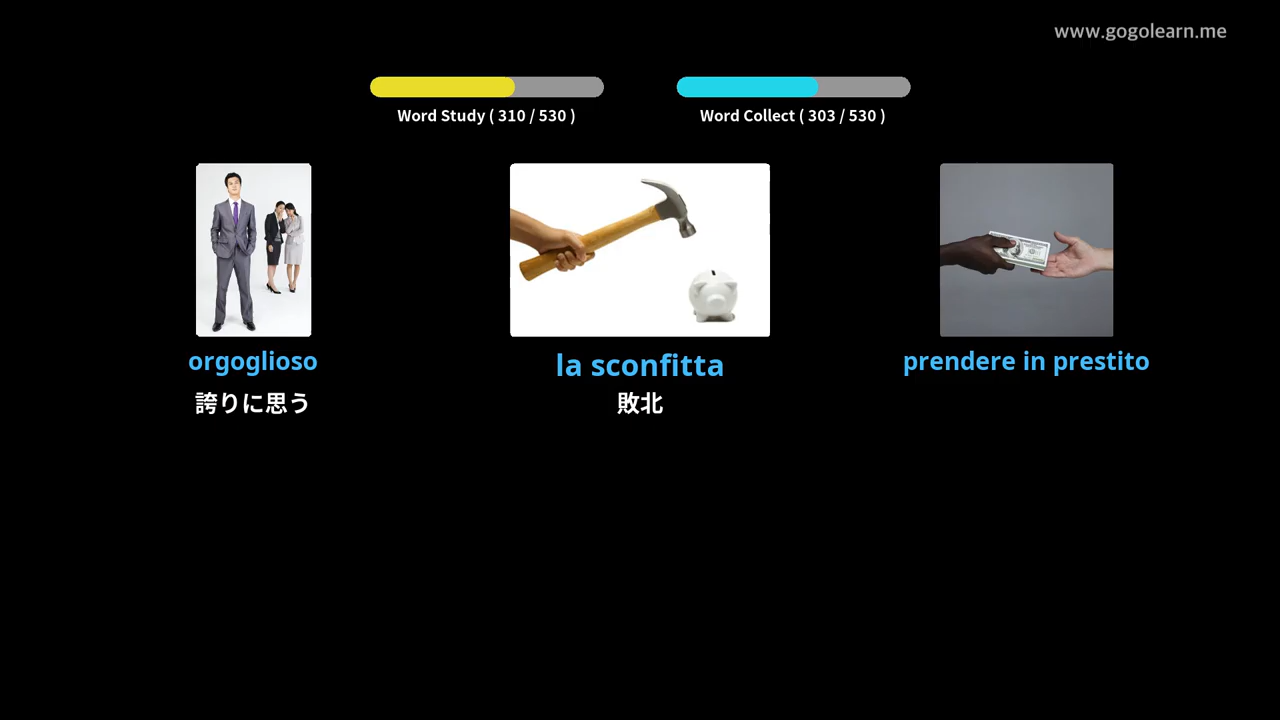 www.gogolearn.me
Word Study ( 310 / 530 )
Word Collect ( 303 / 530 )
orgoglioso
la sconfitta
prendere in prestito
誇りに思う
敗北